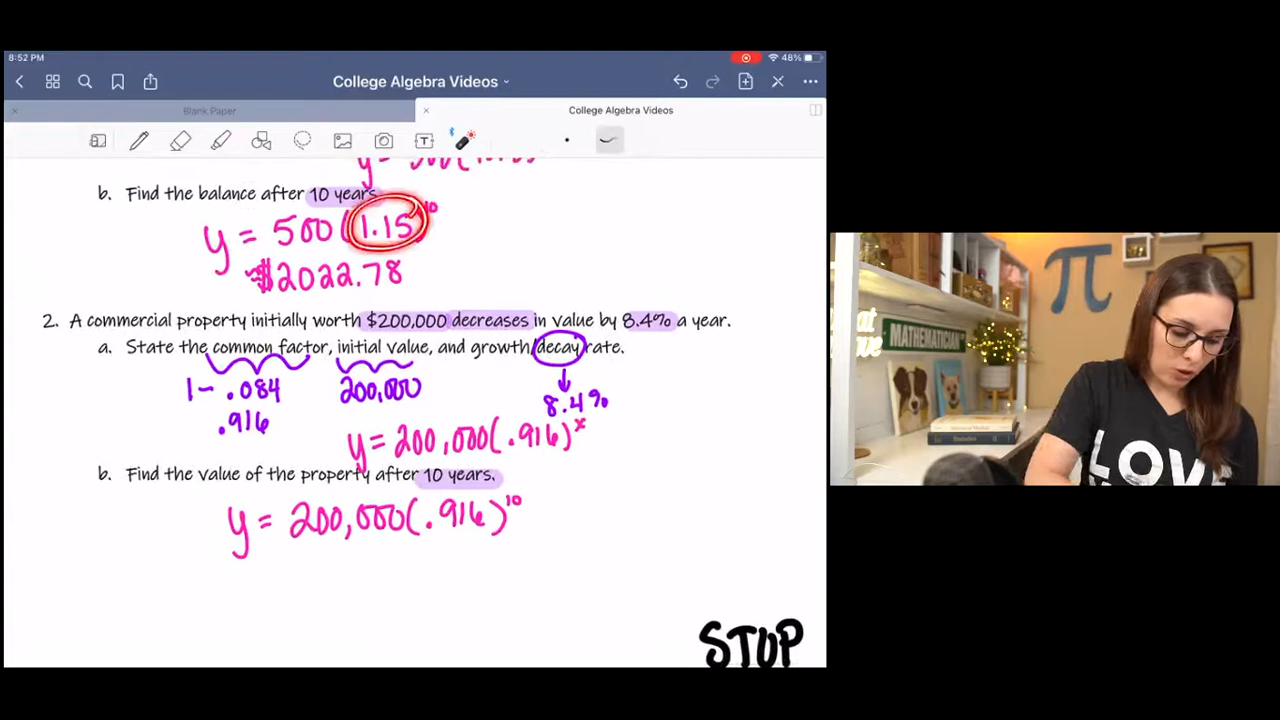 8:52 PM
48%
College Algebra Videos
Blank Paper
College Algebra Videos
T
b. Find the balance after 10 years.
y = 500(1.15)^10
$2022.78
2. A commercial property initially worth $200,000 decreases in value by 8.4% a year.
a. State the common factor, initial value, and growth/decay rate.
1 - .084
200,000
8.4%
.916
y = 200,000(.916)^x
b. Find the value of the property after 10 years.
y = 200,000(.916)^10
STOP
MATHEMATICIAN
π
LOVE